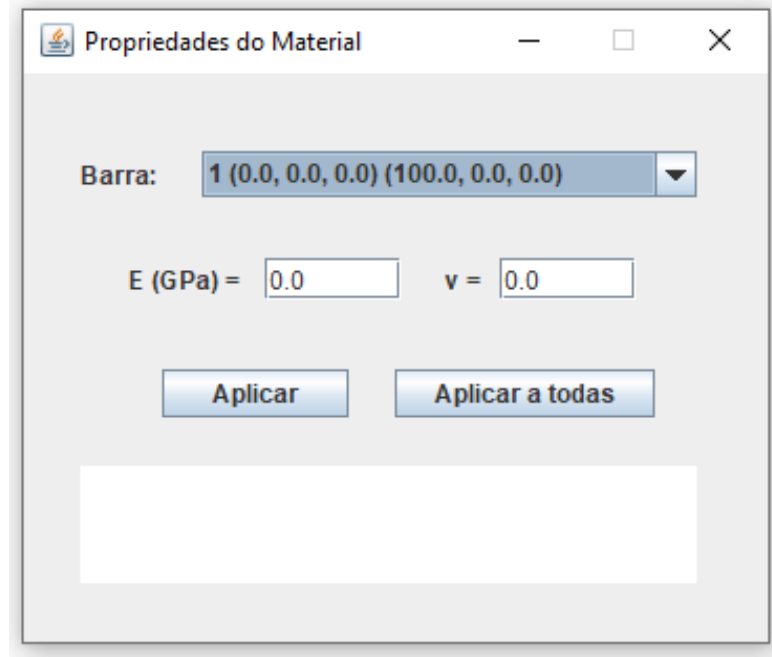 Propriedades do Material
Barra: 1 (0.0, 0.0, 0.0) (100.0, 0.0, 0.0)
E (GPa) = 0.0 v = 0.0
Aplicar Aplicar a todas